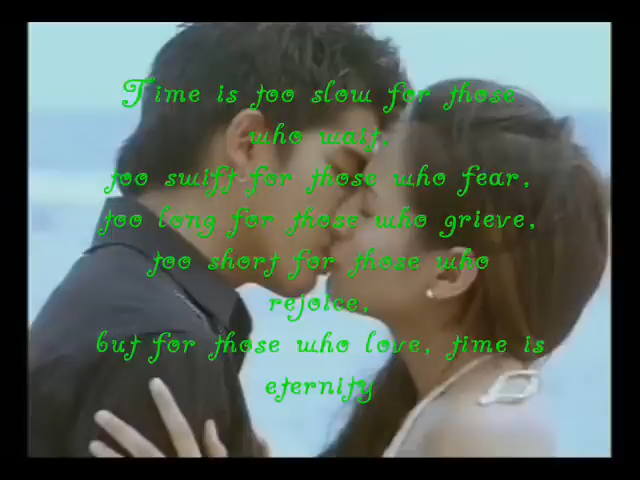 Time is too slow for those
who wait,
too swift for those who fear,
too long for those who grieve,
too short for those who
rejoice,
but for those who love, time is
eternity